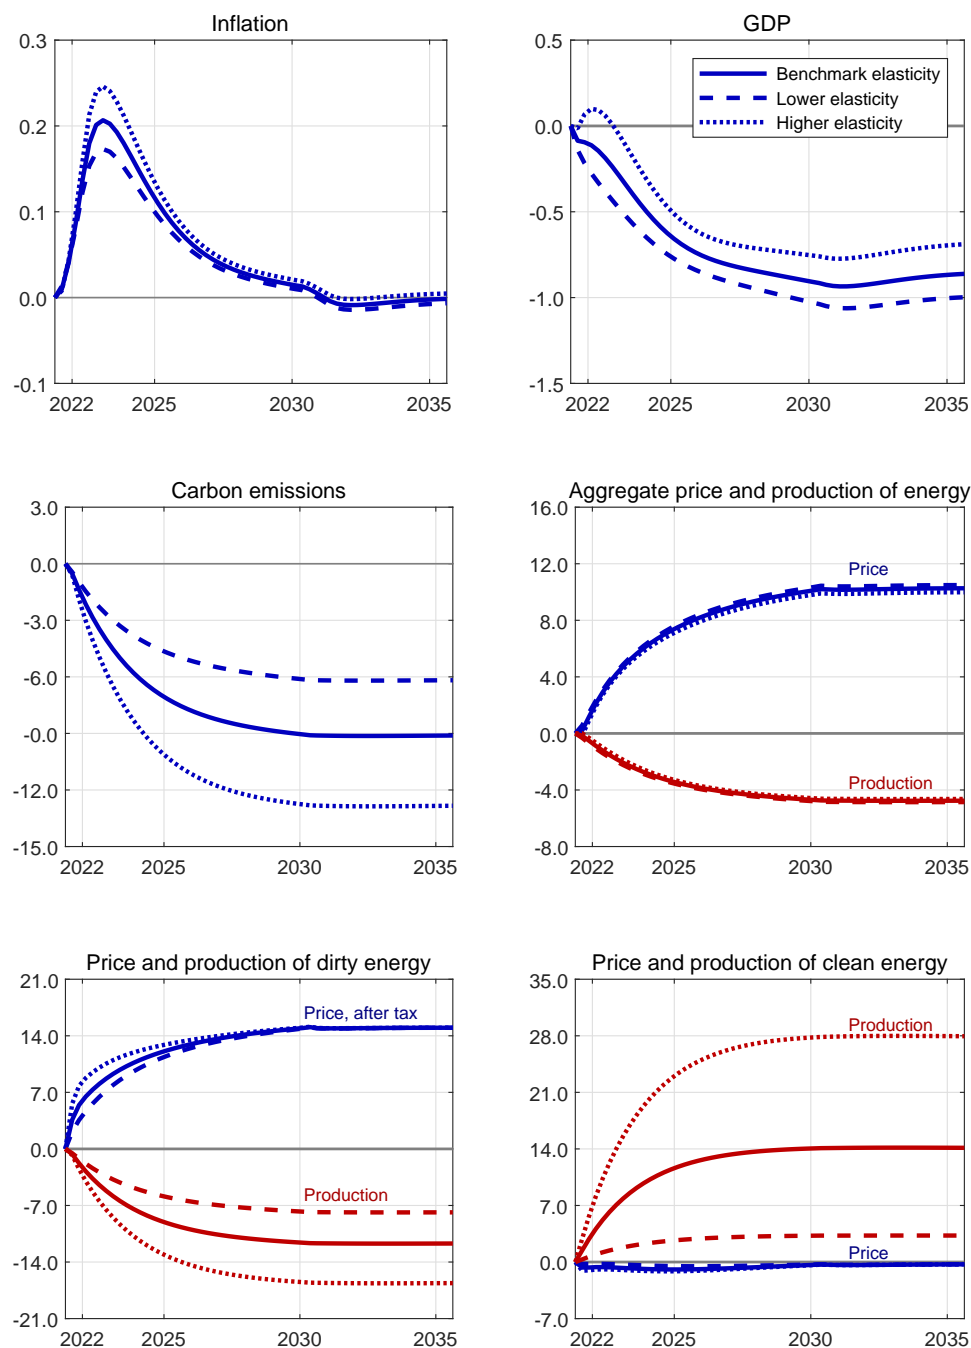 Inflation
0.3
0.2
0.1
0.0
-0.1
2022 2025 2030 2035
GDP
0.5
0.0
-0.5
-1.0
-1.5
Benchmark elasticity
Lower elasticity
Higher elasticity
2022 2025 2030 2035
Carbon emissions
3.0
0.0
-3.0
-6.0
-0.0
-12.0
-15.0
2022 2025 2030 2035
Aggregate price and production of energy
16.0
12.0
8.0
4.0
0.0
-4.0
-8.0
Price
Production
2022 2025 2030 2035
Price and production of dirty energy
21.0
14.0
7.0
0.0
-7.0
-14.0
-21.0
Price, after tax
Production
2022 2025 2030 2035
Price and production of clean energy
35.0
28.0
21.0
14.0
7.0
0.0
-7.0
Production
Price
2022 2025 2030 2035